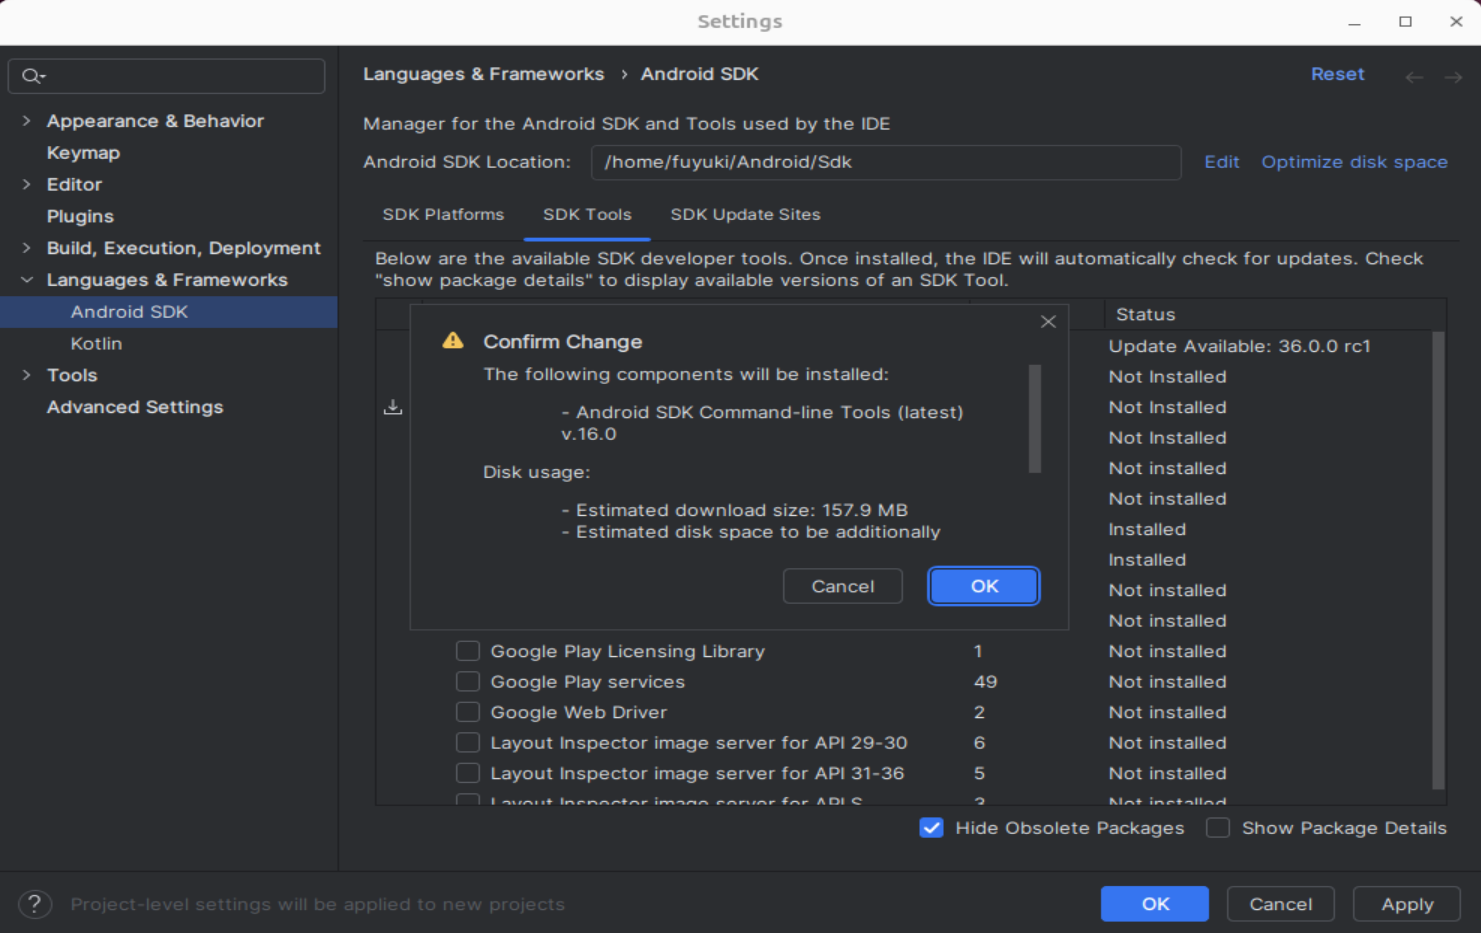 Settings
Appearance & Behavior
Keymap
Editor
Plugins
Build, Execution, Deployment
Languages & Frameworks
Android SDK
Kotlin
Tools
Advanced Settings
Languages & Frameworks › Android SDK
Reset
Manager for the Android SDK and Tools used by the IDE
Android SDK Location: /home/fuyuki/Android/Sdk Edit Optimize disk space
SDK Platforms SDK Tools SDK Update Sites
Below are the available SDK developer tools. Once installed, the IDE will automatically check for updates. Check
"show package details" to display available versions of an SDK Tool.
Status
Update Available: 36.0.0 rc1
Not Installed
Not Installed
Not Installed
Not installed
Not installed
Installed
Installed
Not installed
Not installed
Confirm Change
The following components will be installed:
- Android SDK Command-line Tools (latest)
v.16.0
Disk usage:
- Estimated download size: 157.9 MB
- Estimated disk space to be additionally
Cancel OK
Google Play Licensing Library 1 Not installed
Google Play services 49 Not installed
Google Web Driver 2 Not installed
Layout Inspector image server for API 29-30 6 Not installed
Layout Inspector image server for API 31-36 5 Not installed
Layout Inspector image server for API S 3 Not installed
Hide Obsolete Packages Show Package Details
? Project-level settings will be applied to new projects
OK Cancel Apply